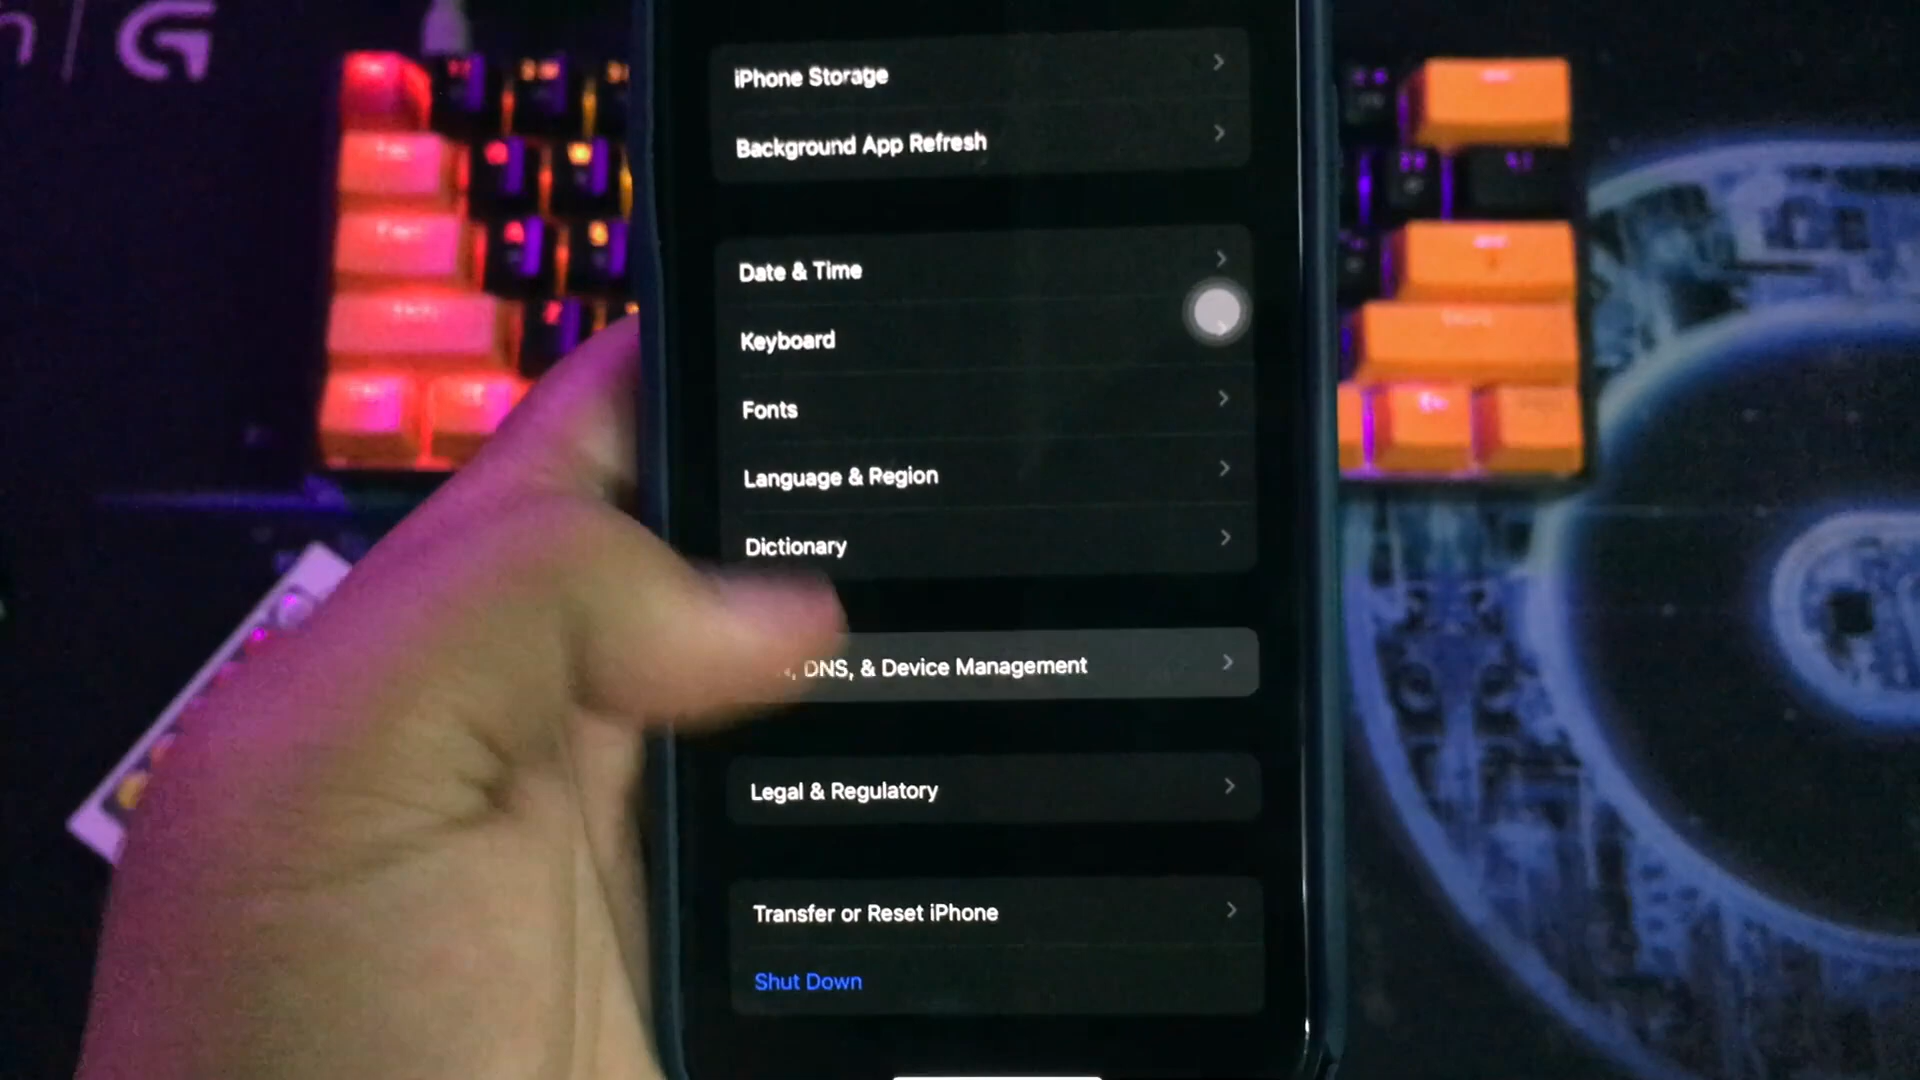 iPhone Storage
Background App Refresh
Date & Time
Keyboard
Fonts
Language & Region
Dictionary
, DNS, & Device Management
Legal & Regulatory
Transfer or Reset iPhone
Shut Down